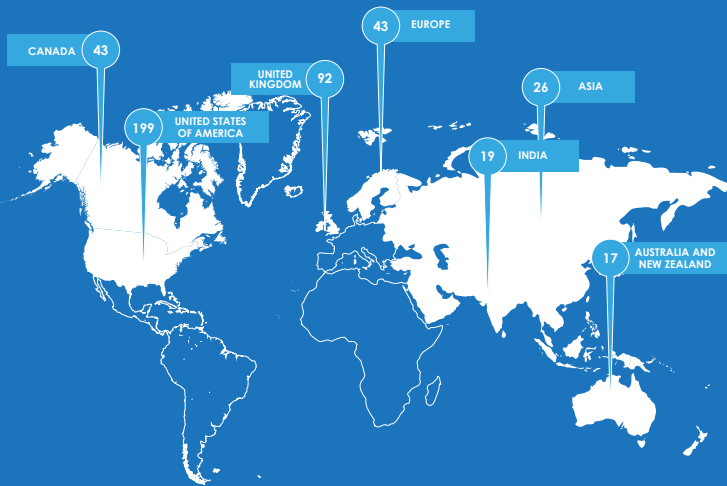 43
EUROPE
CANADA
43
UNITED
KINGDOM
92
26
ASIA
199
UNITED STATES
OF AMERICA
19
INDIA
17
AUSTRALIA AND
NEW ZEALAND